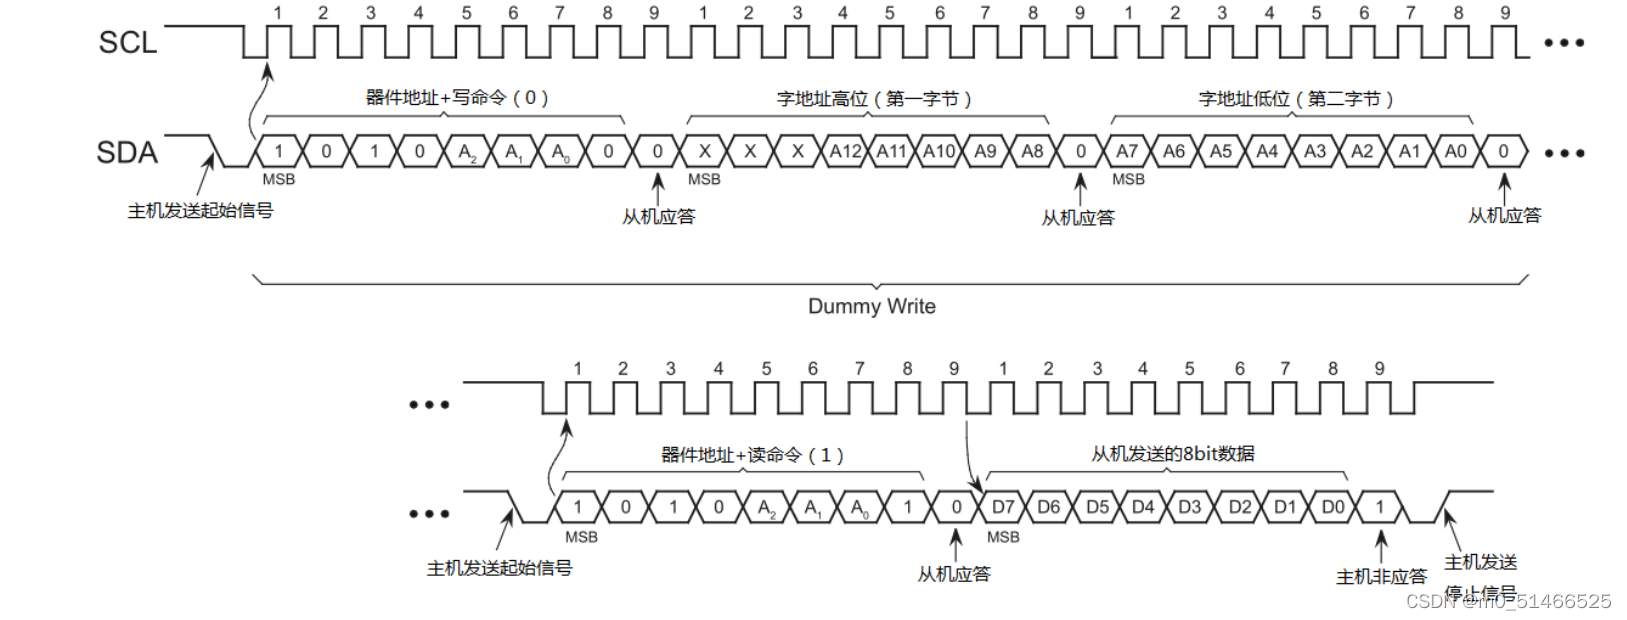 1 2 3 4 5 6 7 8 9 1 2 3 4 5 6 7 8 9 1 2 3 4 5 6 7 8 9
SCL
器件地址+写命令（0） 字地址高位（第一字节） 字地址低位（第二字节）
SDA 1 0 1 0 A2 A1 A0 0 0 X X X A12 A11 A10 A9 A8 0 A7 A6 A5 A4 A3 A2 A1 A0 0
MSB MSB MSB
主机发送起始信号 从机应答 从机应答 从机应答
Dummy Write
1 2 3 4 5 6 7 8 9 1 2 3 4 5 6 7 8 9
器件地址+读命令（1） 从机发送的8bit数据
1 0 1 0 A2 A1 A0 1 0 D7 D6 D5 D4 D3 D2 D1 D0 1
MSB MSB
主机发送起始信号 从机应答 主机非应答 主机发送
停止信号
CSDN @m0_51466525